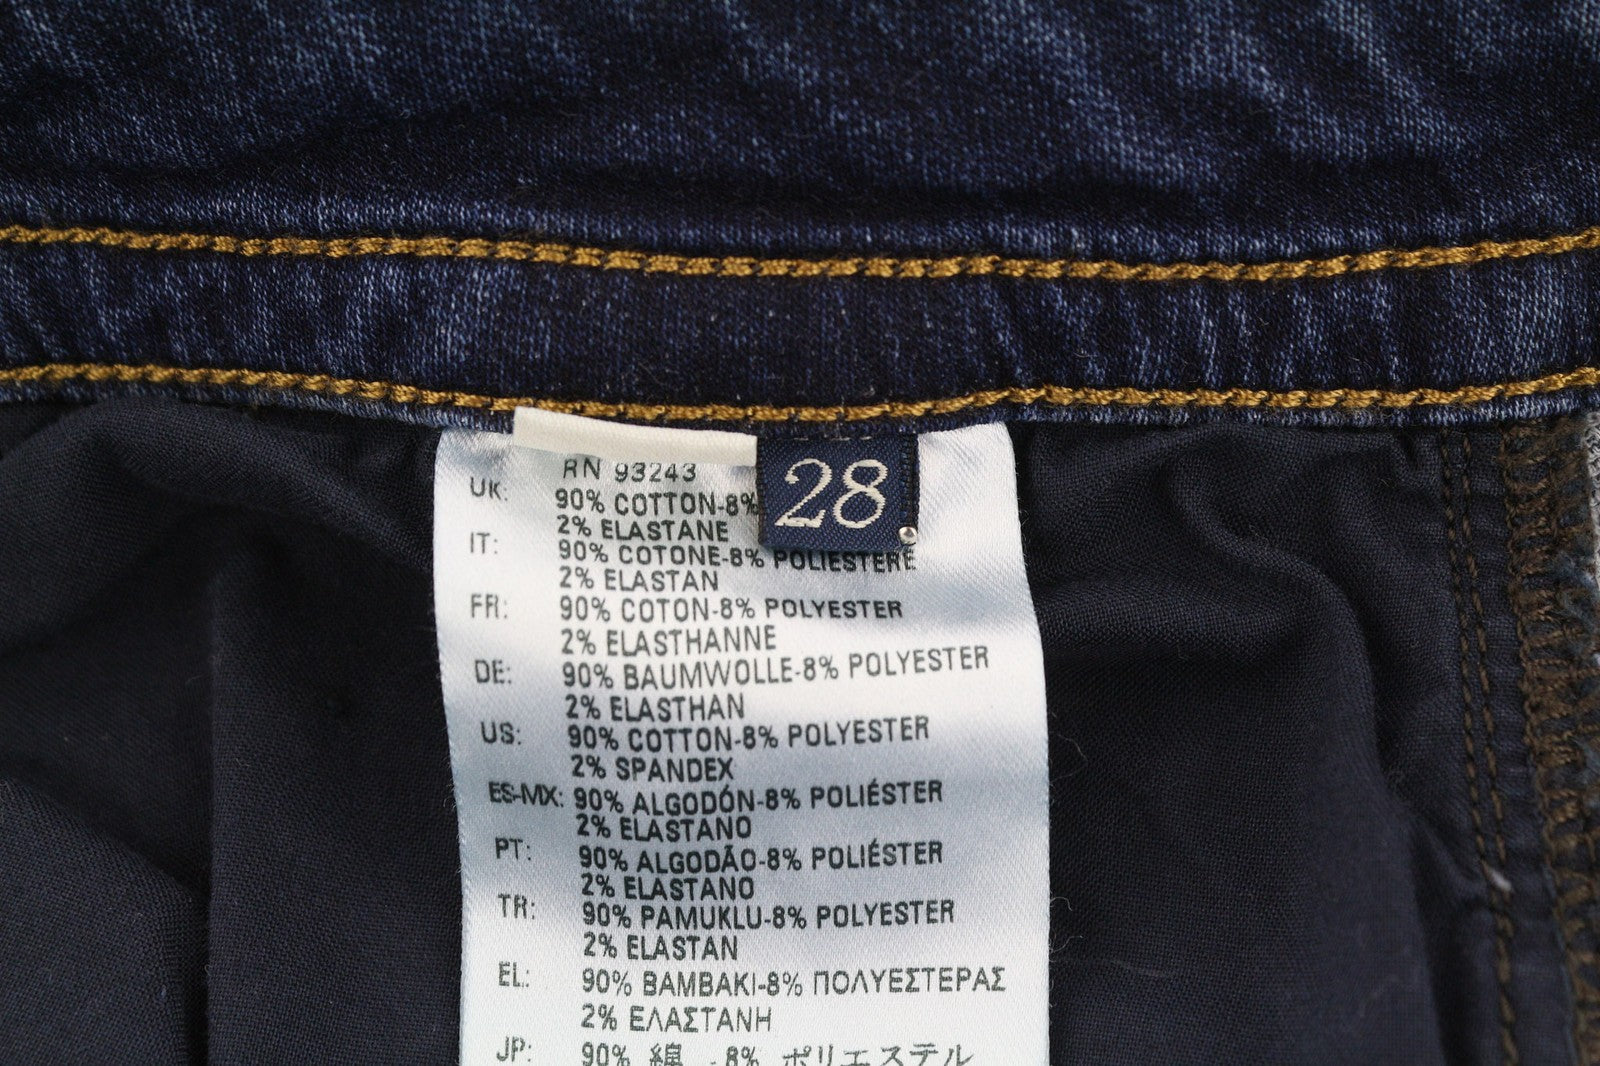 RN 93243
28
UK: 90% COTTON-8%
2% ELASTANE
IT: 90% COTONE-8% POLIESTERE
2% ELASTAN
FR: 90% COTON-8% POLYESTER
2% ELASTHANNE
DE: 90% BAUMWOLLE-8% POLYESTER
2% ELASTHAN
US: 90% COTTON-8% POLYESTER
2% SPANDEX
ES-MX: 90% ALGODÓN-8% POLIÉSTER
2% ELASTANO
PT: 90% ALGODÃO-8% POLIÉSTER
2% ELASTANO
TR: 90% PAMUKLU-8% POLYESTER
2% ELASTAN
EL: 90% ΒΑΜΒΑΚΙ-8% ΠΟΛΥΕΣΤΕΡΑΣ
2% ΕΛΑΣΤΑΝΗ
JP: 90% 綿 -8% ポリエステル